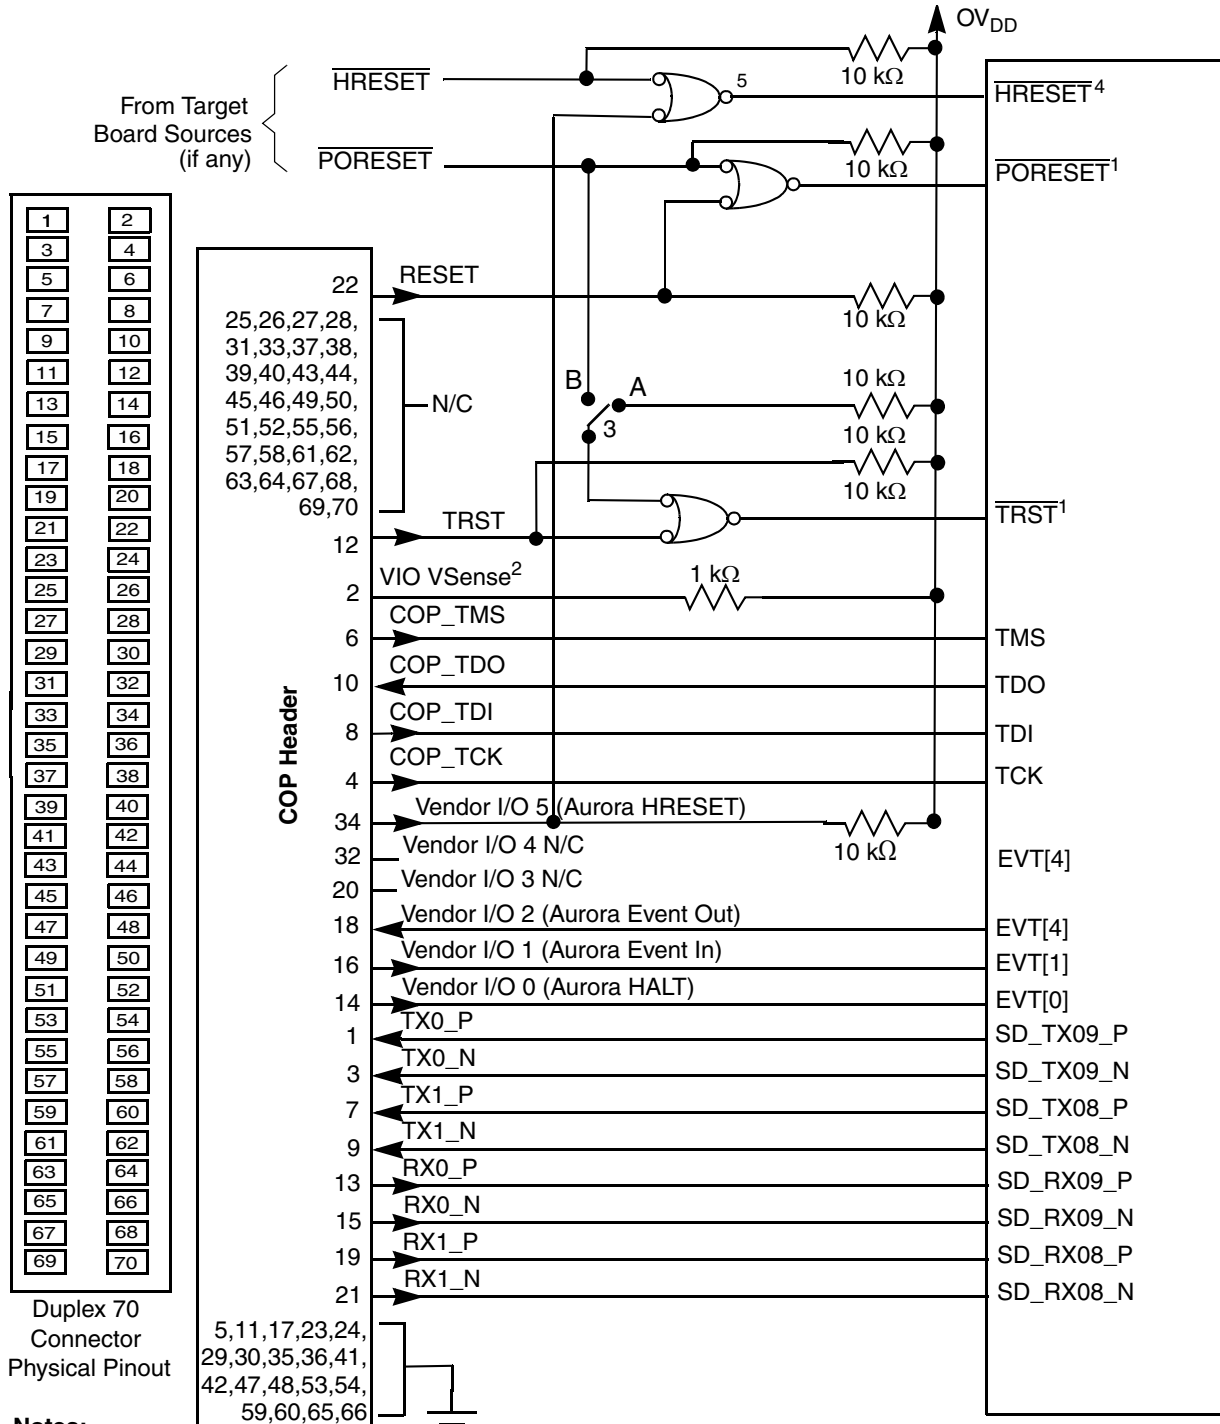 OVDD
HRESET
10 kΩ
5
HRESET4
From Target
Board Sources
(if any)
PORESET
10 kΩ
PORESET1
1 2
3 4
5 6
7 8
9 10
11 12
13 14
15 16
17 18
19 20
21 22
23 24
25 26
27 28
29 30
31 32
33 34
35 36
37 38
39 40
41 42
43 44
45 46
47 48
49 50
51 52
53 54
55 56
57 58
59 60
61 62
63 64
65 66
67 68
69 70
Duplex 70
Connector
Physical Pinout
COP Header
22 RESET
10 kΩ
25,26,27,28,
31,33,37,38,
39,40,43,44,
45,46,49,50,
51,52,55,56,
57,58,61,62,
63,64,67,68,
69,70
N/C
B A
3
10 kΩ
10 kΩ
10 kΩ
12 TRST
TRST1
2 VIO VSense2 1 kΩ
6 COP_TMS TMS
10 COP_TDO TDO
8 COP_TDI TDI
4 COP_TCK TCK
34 Vendor I/O 5 (Aurora HRESET)
10 kΩ
32 Vendor I/O 4 N/C EVT[4]
20 Vendor I/O 3 N/C
18 Vendor I/O 2 (Aurora Event Out) EVT[4]
16 Vendor I/O 1 (Aurora Event In) EVT[1]
14 Vendor I/O 0 (Aurora HALT) EVT[0]
1 TX0_P SD_TX09_P
3 TX0_N SD_TX09_N
7 TX1_P SD_TX08_P
9 TX1_N SD_TX08_N
13 RX0_P SD_RX09_P
15 RX0_N SD_RX09_N
19 RX1_P SD_RX08_P
21 RX1_N SD_RX08_N
5,11,17,23,24,
29,30,35,36,41,
42,47,48,53,54,
59,60,65,66
Notes: